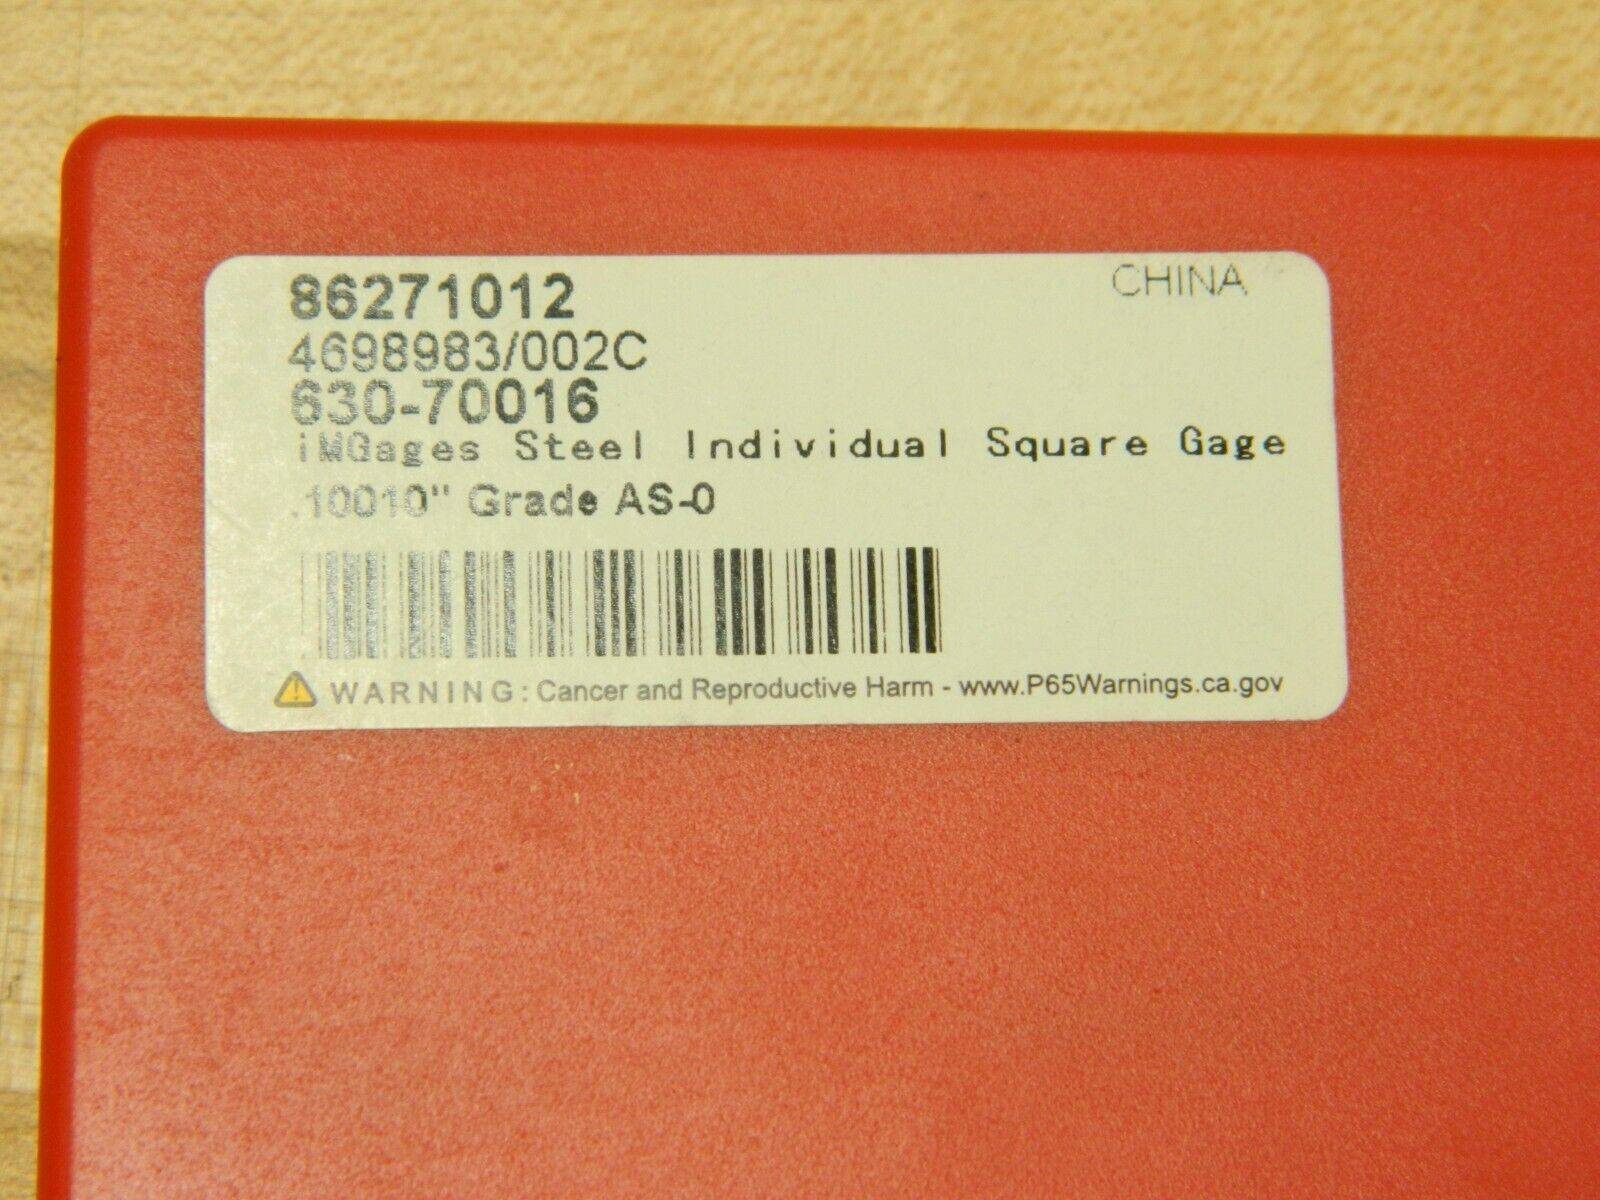 86271012
CHINA
4698983/002C
630-70016
iMGages Steel Individual Square Gage
.10010" Grade AS-0
WARNING: Cancer and Reproductive Harm - www.P65Warnings.ca.gov